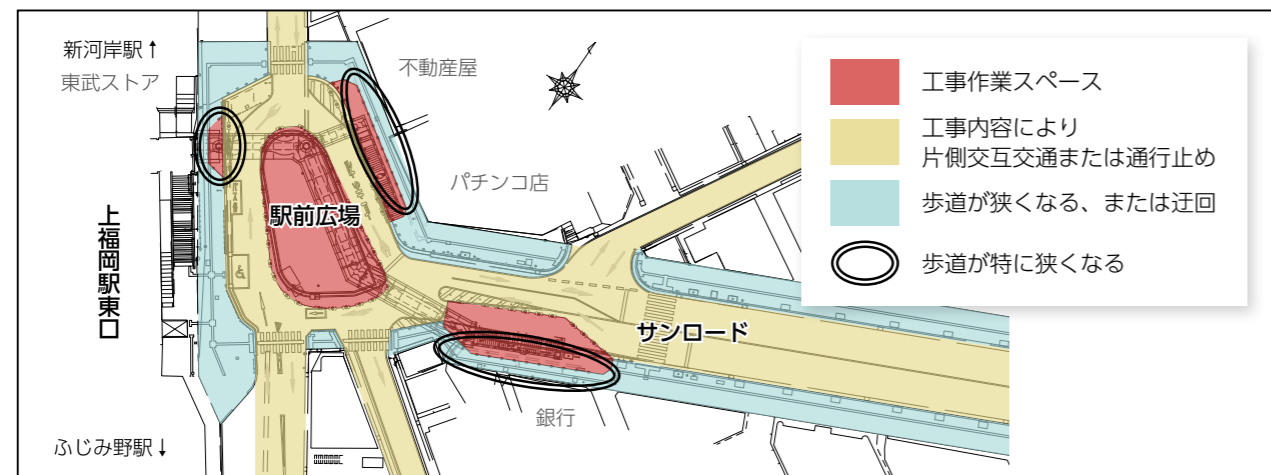 新河岸駅↑
東武ストア
不動産屋
パチンコ店
駅前広場
上福岡駅東口
サンロード
銀行
ふじみ野駅↓
工事作業スペース
工事内容により
片側交互交通または通行止め
歩道が狭くなる、または迂回
歩道が特に狭くなる